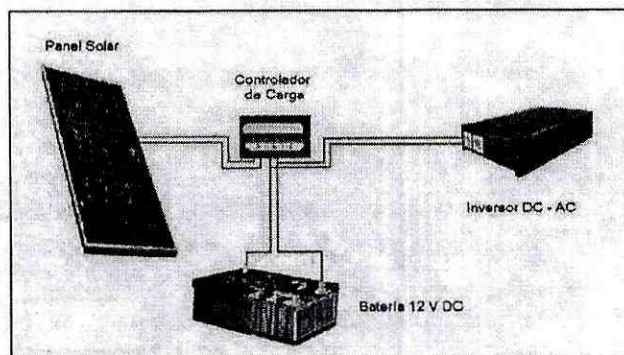 Panel Solar
Controlador
de Carga
Inversor DC - AC
Batería 12 V DC